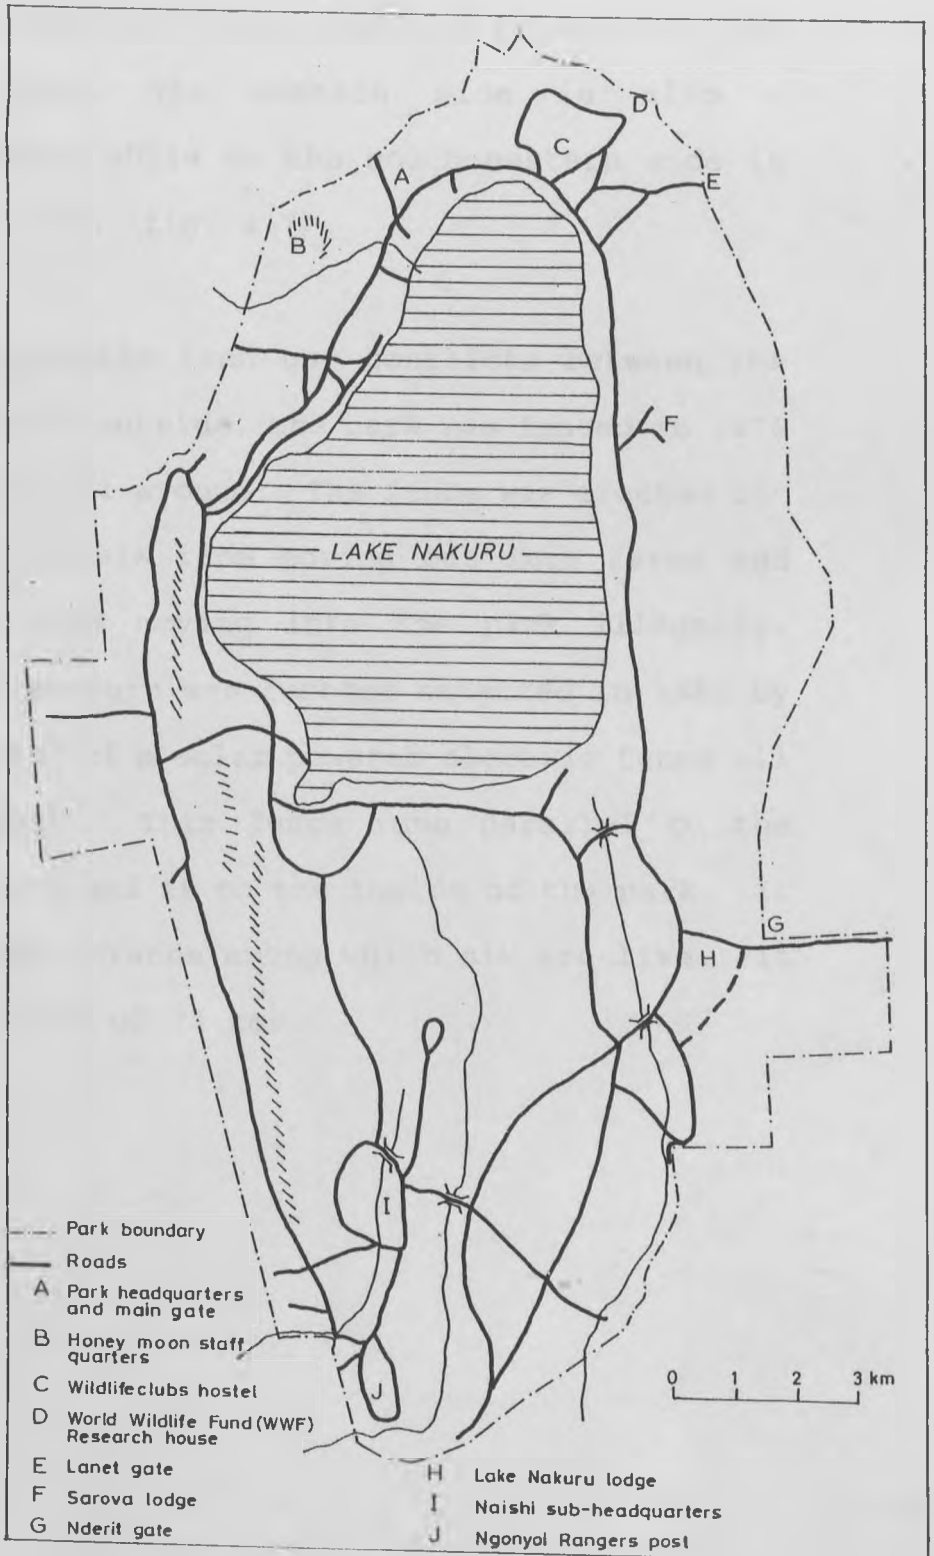 D
C
A
E
B
F
LAKE NAKURU
G
H
I
J
Park boundary
Roads
A Park headquarters
and main gate
B Honey moon staff
quarters
C Wildlifeclubs hostel
D World Wildlife Fund (WWF)
Research house
E Lanet gate
F Sarova lodge
G Nderit gate
0 1 2 3 km
H Lake Nakuru lodge
I Naishi sub-headquarters
J Ngonyoi Rangers post